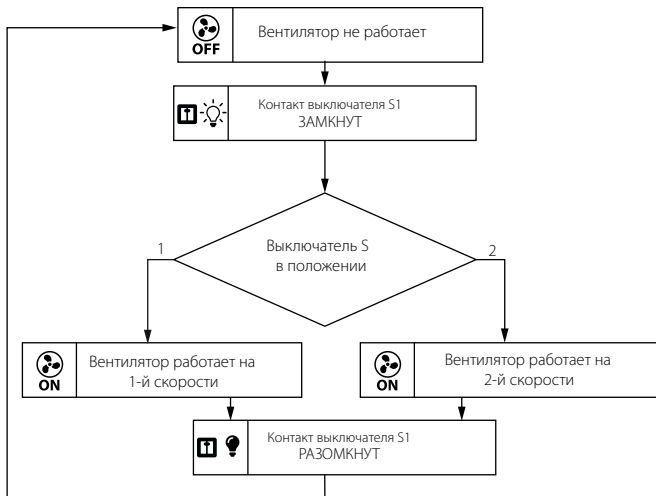 OFF
Вентилятор не работает
Контакт выключателя S1
ЗАМКНУТ
Выключатель S
в положении
1
2
ON
Вентилятор работает на
1-й скорости
ON
Вентилятор работает на
2-й скорости
Контакт выключателя S1
РАЗОМКНУТ